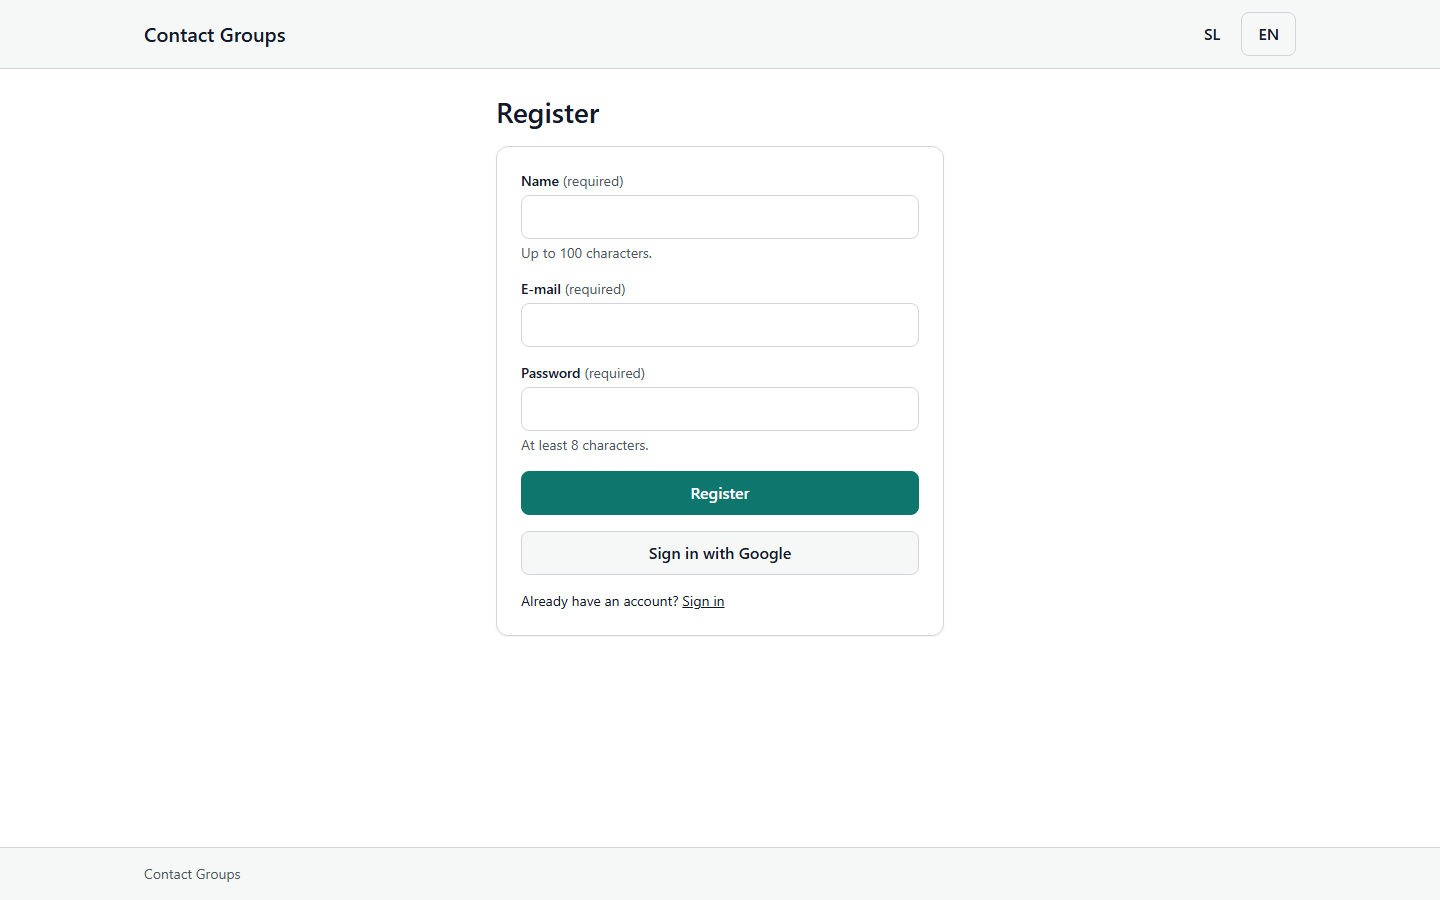 Contact Groups
SL
EN
Register
Name (required)
Up to 100 characters.
E-mail (required)
Password (required)
At least 8 characters.
Register
Sign in with Google
Already have an account? Sign in
Contact Groups